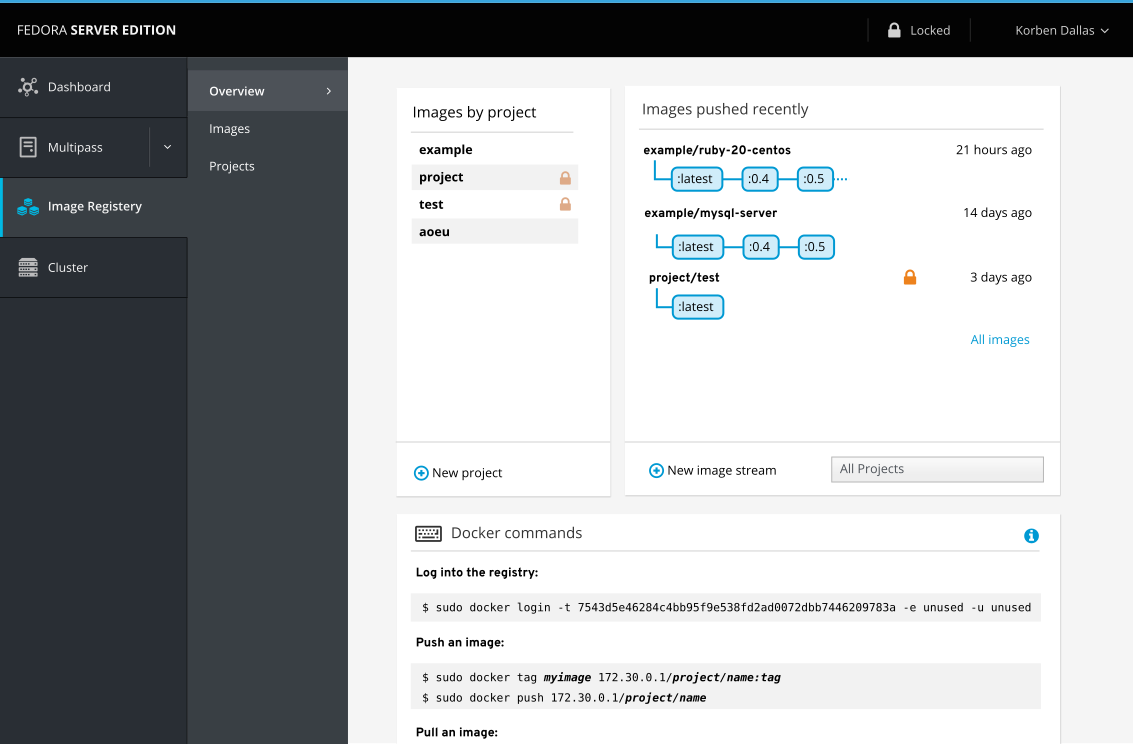 FEDORA SERVER EDITION
Locked
Korben Dallas
Dashboard
Multipass
Image Registery
Cluster
Overview
Images
Projects
Images by project
example
project
test
aoeu
New project
Images pushed recently
example/ruby-20-centos 21 hours ago
:latest :0.4 :0.5
example/mysql-server 14 days ago
:latest :0.4 :0.5
project/test 3 days ago
:latest
All images
New image stream
All Projects
Docker commands
Log into the registry:
$ sudo docker login -t 7543d5e46284c4bb95f9e538fd2ad0072dbb7446209783a -e unused -u unused
Push an image:
$ sudo docker tag myimage 172.30.0.1/project/name:tag
$ sudo docker push 172.30.0.1/project/name
Pull an image: